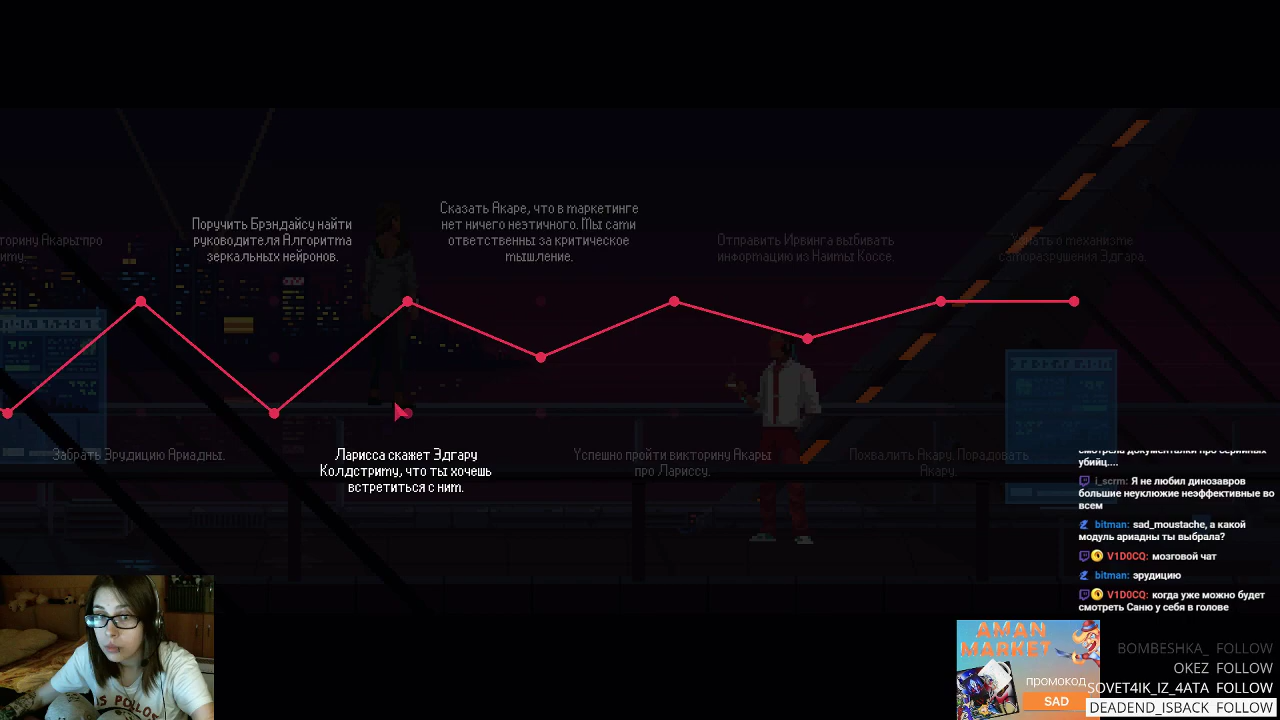 Сказать Акаре, что в маркетинге
нет ничего неэтичного. Мы сами
ответственны за критическое
мышление.
Поручить Брэндайсу найти
руководителя Алгоритма
зеркальных нейронов.
торину Акары про
Отправить Ирвинга выбивать
информацию из Наимы Коссе.
Узнать о механизме
саморазрушения Эдгара.
Забрать Эрудицию Ариадны.
Ларисса скажет Эдгару
Колдстриму, что ты хочешь
встретиться с ним.
Успешно пройти викторину Акары
про Лариссу.
Похвалить Акару. Порадовать
Акару.
смотрела документалки про серийных
убийц....
i_scrm: Я не любил динозавров
большие неуклюжие неэффективные во
всем
bitman: sad_moustache, а какой
модуль ариадны ты выбрала?
V1D0CQ: мозговой чат
bitman: эрудицию
V1D0CQ: когда уже можно будет
смотреть Саню у себя в голове
AMAN
MARKET
промокод
SAD
BOMBESHKA_ FOLLOW
OKEZ FOLLOW
SOVET4IK_IZ_4ATA FOLLOW
DEADEND_ISBACK FOLLOW
IS POLLOS